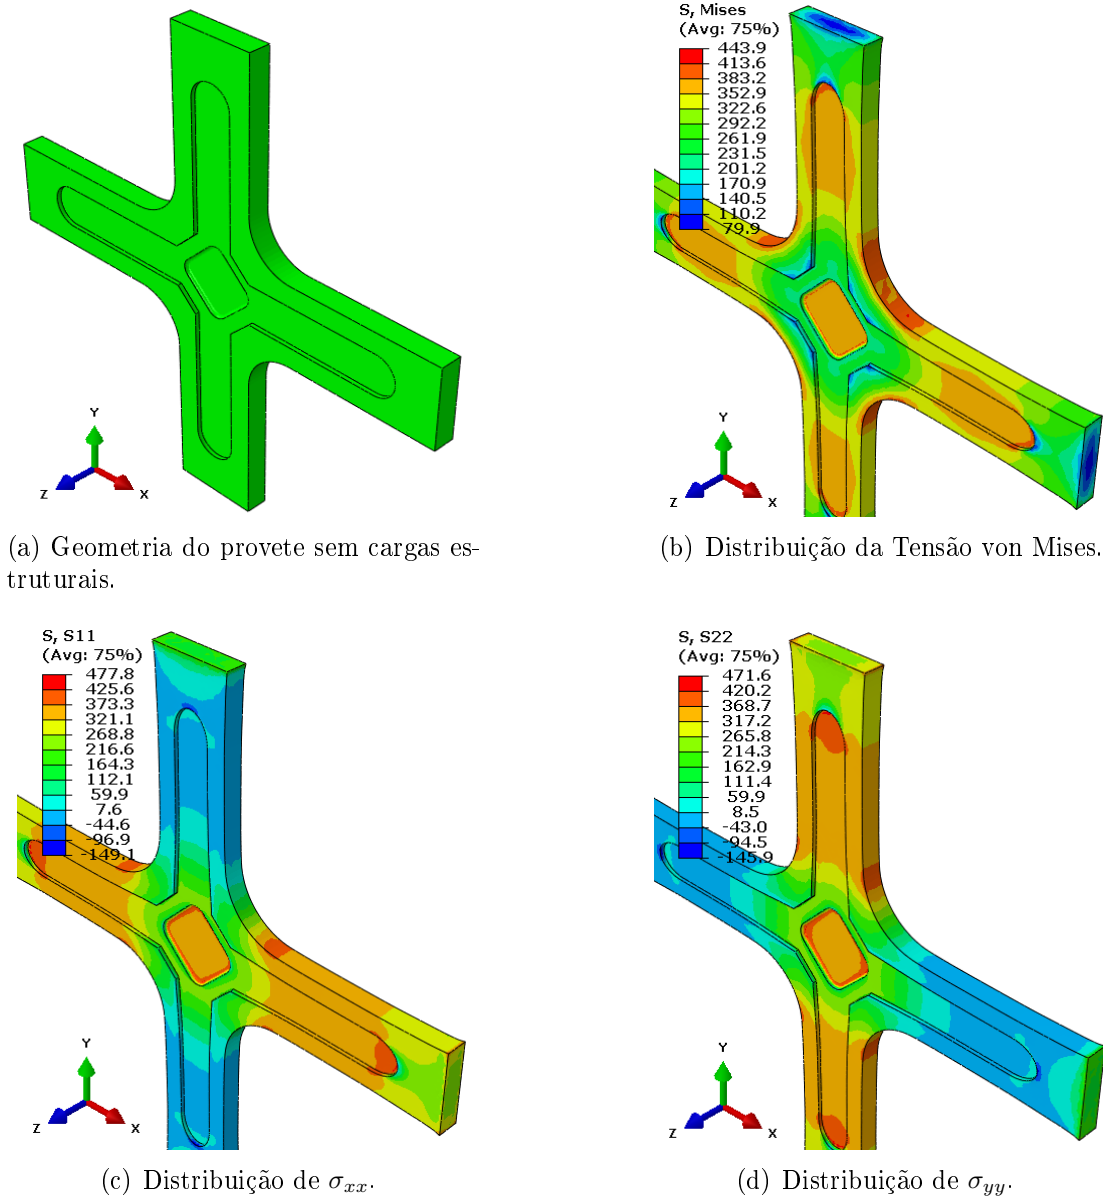 Y
Z
X
(a) Geometria do provete sem cargas es-
truturais.
S, Mises
(Avg: 75%)
443.9
413.6
383.2
352.9
322.6
292.2
261.9
231.5
201.2
170.9
140.5
110.2
79.9
Y
Z
X
(b) Distribuição da Tensão von Mises.
S, S11
(Avg: 75%)
477.8
425.6
373.3
321.1
268.8
216.6
164.3
112.1
59.9
7.6
-44.6
-96.9
-149.1
Y
Z
X
(c) Distribuição de σxx.
S, S22
(Avg: 75%)
471.6
420.2
368.7
317.2
265.8
214.3
162.9
111.4
59.9
8.5
-43.0
-94.5
-145.9
Y
Z
X
(d) Distribuição de σyy.